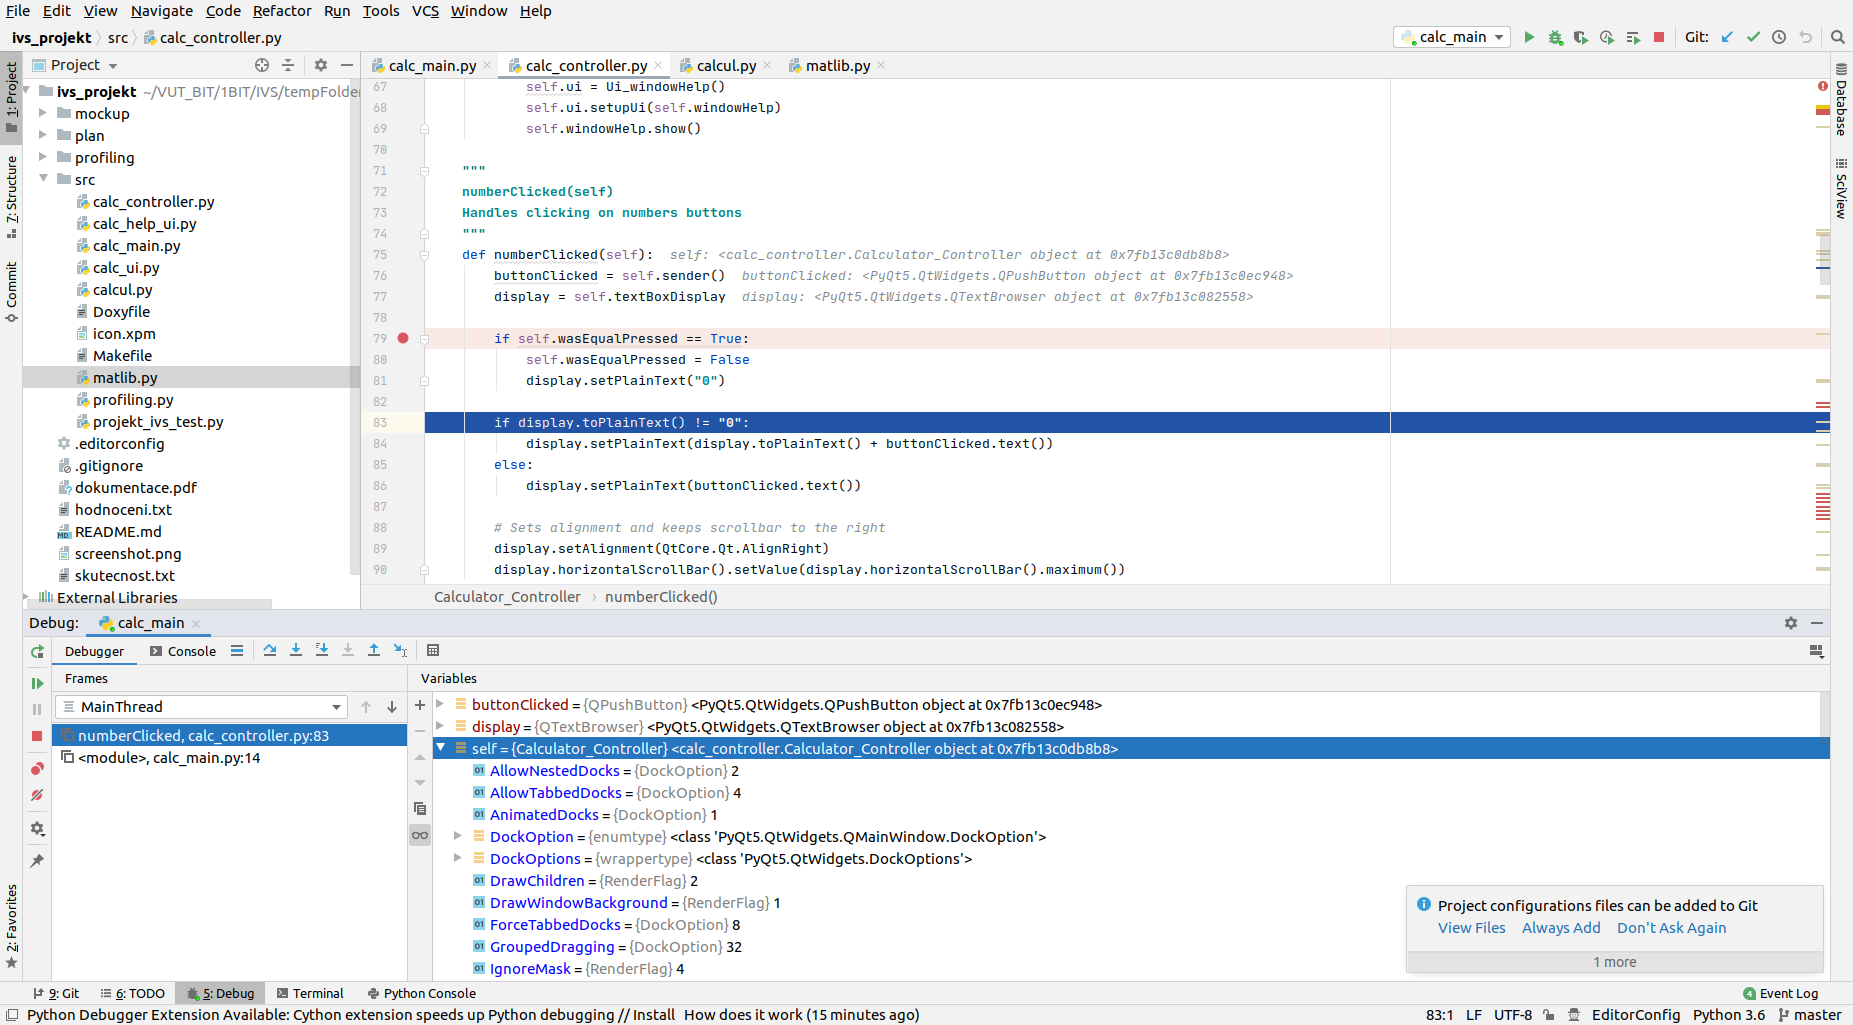 File Edit View Navigate Code Refactor Run Tools VCS Window Help
ivs_projekt src calc_controller.py calc_main Git:
Project
calc_main.py calc_controller.py calcul.py matlib.py
1: Project
7: Structure
Commit
2: Favorites
Database
SciView
ivs_projekt ~/VUT_BIT/1BIT/IVS/tempFolde
mockup
plan
profiling
src
calc_controller.py
calc_help_ui.py
calc_main.py
calc_ui.py
calcul.py
Doxyfile
icon.xpm
Makefile
matlib.py
profiling.py
projekt_ivs_test.py
.editorconfig
.gitignore
dokumentace.pdf
hodnoceni.txt
README.md
screenshot.png
skutecnost.txt
External Libraries
67 self.ui = Ui_windowHelp()
68 self.ui.setupUi(self.windowHelp)
69 self.windowHelp.show()
70
71 """
72 numberClicked(self)
73 Handles clicking on numbers buttons
74 """
75 def numberClicked(self): self: <calc_controller.Calculator_Controller object at 0x7fb13c0db8b8>
76 buttonClicked = self.sender() buttonClicked: <PyQt5.QtWidgets.QPushButton object at 0x7fb13c0ec948>
77 display = self.textBoxDisplay display: <PyQt5.QtWidgets.QTextBrowser object at 0x7fb13c082558>
78
79 if self.wasEqualPressed == True:
80 self.wasEqualPressed = False
81 display.setPlainText("0")
82
83 if display.toPlainText() != "0":
84 display.setPlainText(display.toPlainText() + buttonClicked.text())
85 else:
86 display.setPlainText(buttonClicked.text())
87
88 # Sets alignment and keeps scrollbar to the right
89 display.setAlignment(QtCore.Qt.AlignRight)
90 display.horizontalScrollBar().setValue(display.horizontalScrollBar().maximum())
Calculator_Controller › numberClicked()
Debug: calc_main
Debugger Console
Frames
MainThread
numberClicked, calc_controller.py:83
<module>, calc_main.py:14
Variables
buttonClicked = {QPushButton} <PyQt5.QtWidgets.QPushButton object at 0x7fb13c0ec948>
display = {QTextBrowser} <PyQt5.QtWidgets.QTextBrowser object at 0x7fb13c082558>
self = {Calculator_Controller} <calc_controller.Calculator_Controller object at 0x7fb13c0db8b8>
AllowNestedDocks = {DockOption} 2
AllowTabbedDocks = {DockOption} 4
AnimatedDocks = {DockOption} 1
DockOption = {enumtype} <class 'PyQt5.QtWidgets.QMainWindow.DockOption'>
DockOptions = {wrappertype} <class 'PyQt5.QtWidgets.DockOptions'>
DrawChildren = {RenderFlag} 2
DrawWindowBackground = {RenderFlag} 1
ForceTabbedDocks = {DockOption} 8
GroupedDragging = {DockOption} 32
IgnoreMask = {RenderFlag} 4
Project configurations files can be added to Git
View Files Always Add Don't Ask Again
1 more
9: Git 6: TODO 5: Debug Terminal Python Console 4 Event Log
Python Debugger Extension Available: Cython extension speeds up Python debugging // Install How does it work (15 minutes ago) 83:1 LF UTF-8 EditorConfig Python 3.6 master